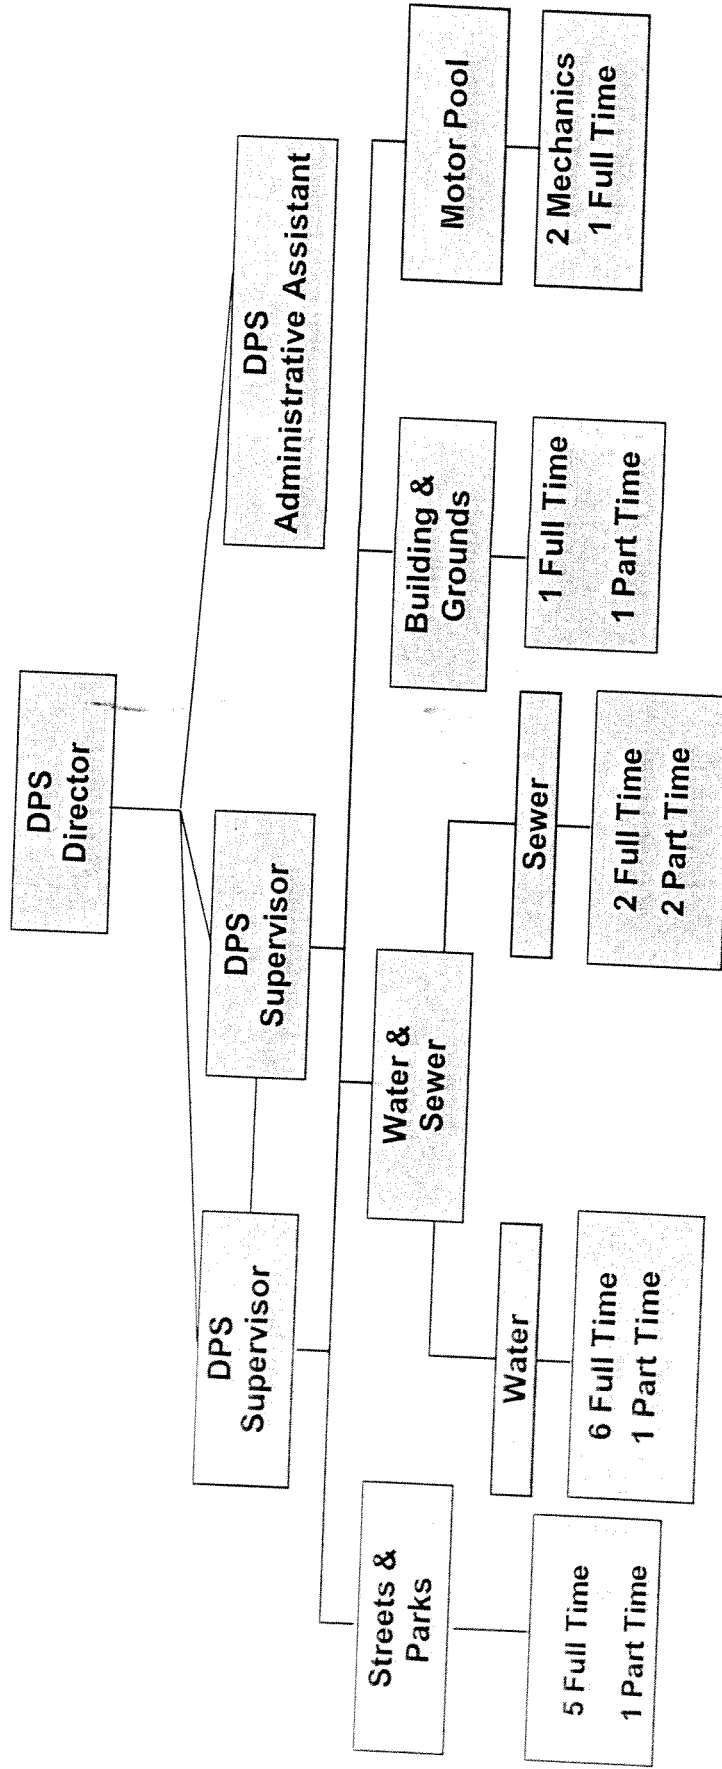 DPS
Director
DPS
Supervisor
DPS
Supervisor
DPS
Administrative Assistant
Streets &
Parks
Water &
Sewer
Building &
Grounds
Motor Pool
Water
Sewer
5 Full Time
1 Part Time
6 Full Time
1 Part Time
2 Full Time
2 Part Time
1 Full Time
1 Part Time
2 Mechanics
1 Full Time